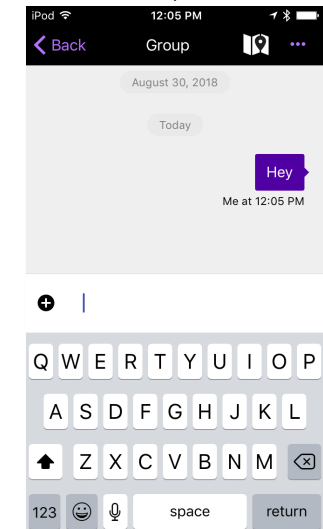 iPod 12:05 PM
Back Group
August 30, 2018
Today
Hey
Me at 12:05 PM
Q W E R T Y U I O P
A S D F G H J K L
Z X C V B N M
123 space return